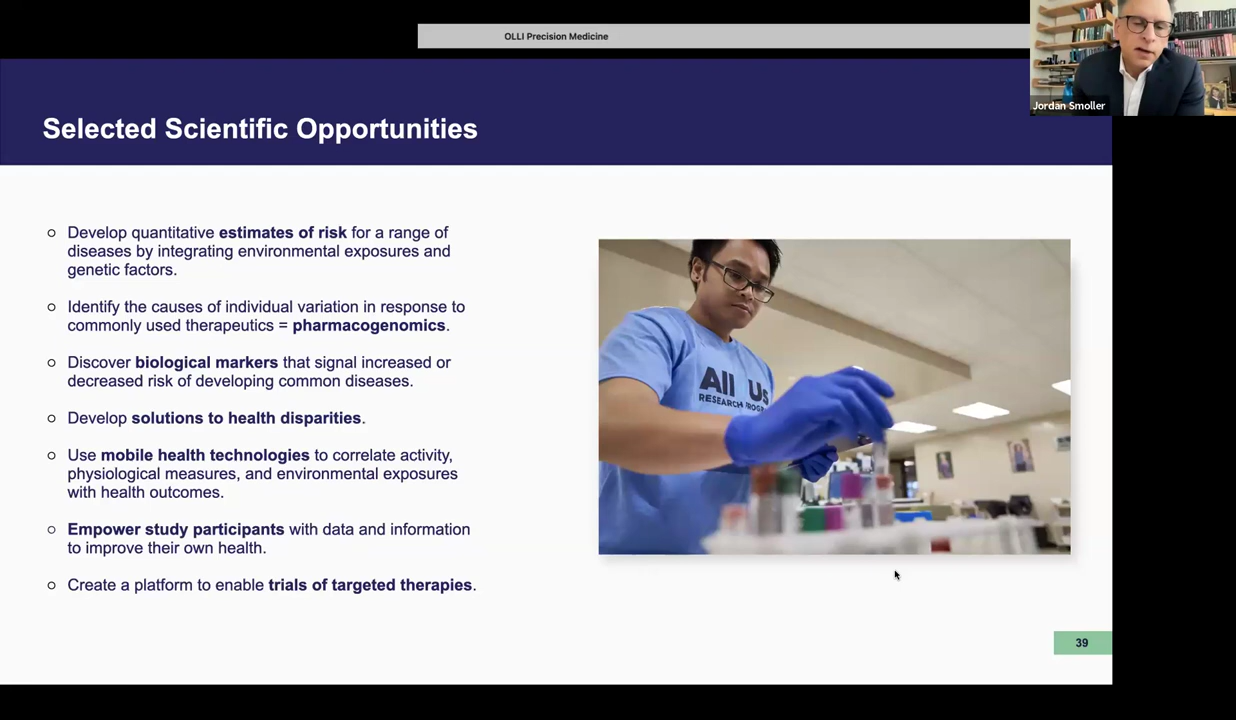 OLLI Precision Medicine
Jordan Smoller
Selected Scientific Opportunities
Develop quantitative estimates of risk for a range of
diseases by integrating environmental exposures and
genetic factors.
Identify the causes of individual variation in response to
commonly used therapeutics = pharmacogenomics.
Discover biological markers that signal increased or
decreased risk of developing common diseases.
Develop solutions to health disparities.
Use mobile health technologies to correlate activity,
physiological measures, and environmental exposures
with health outcomes.
Empower study participants with data and information
to improve their own health.
Create a platform to enable trials of targeted therapies.
All Us
RESEARCH PROGR
39